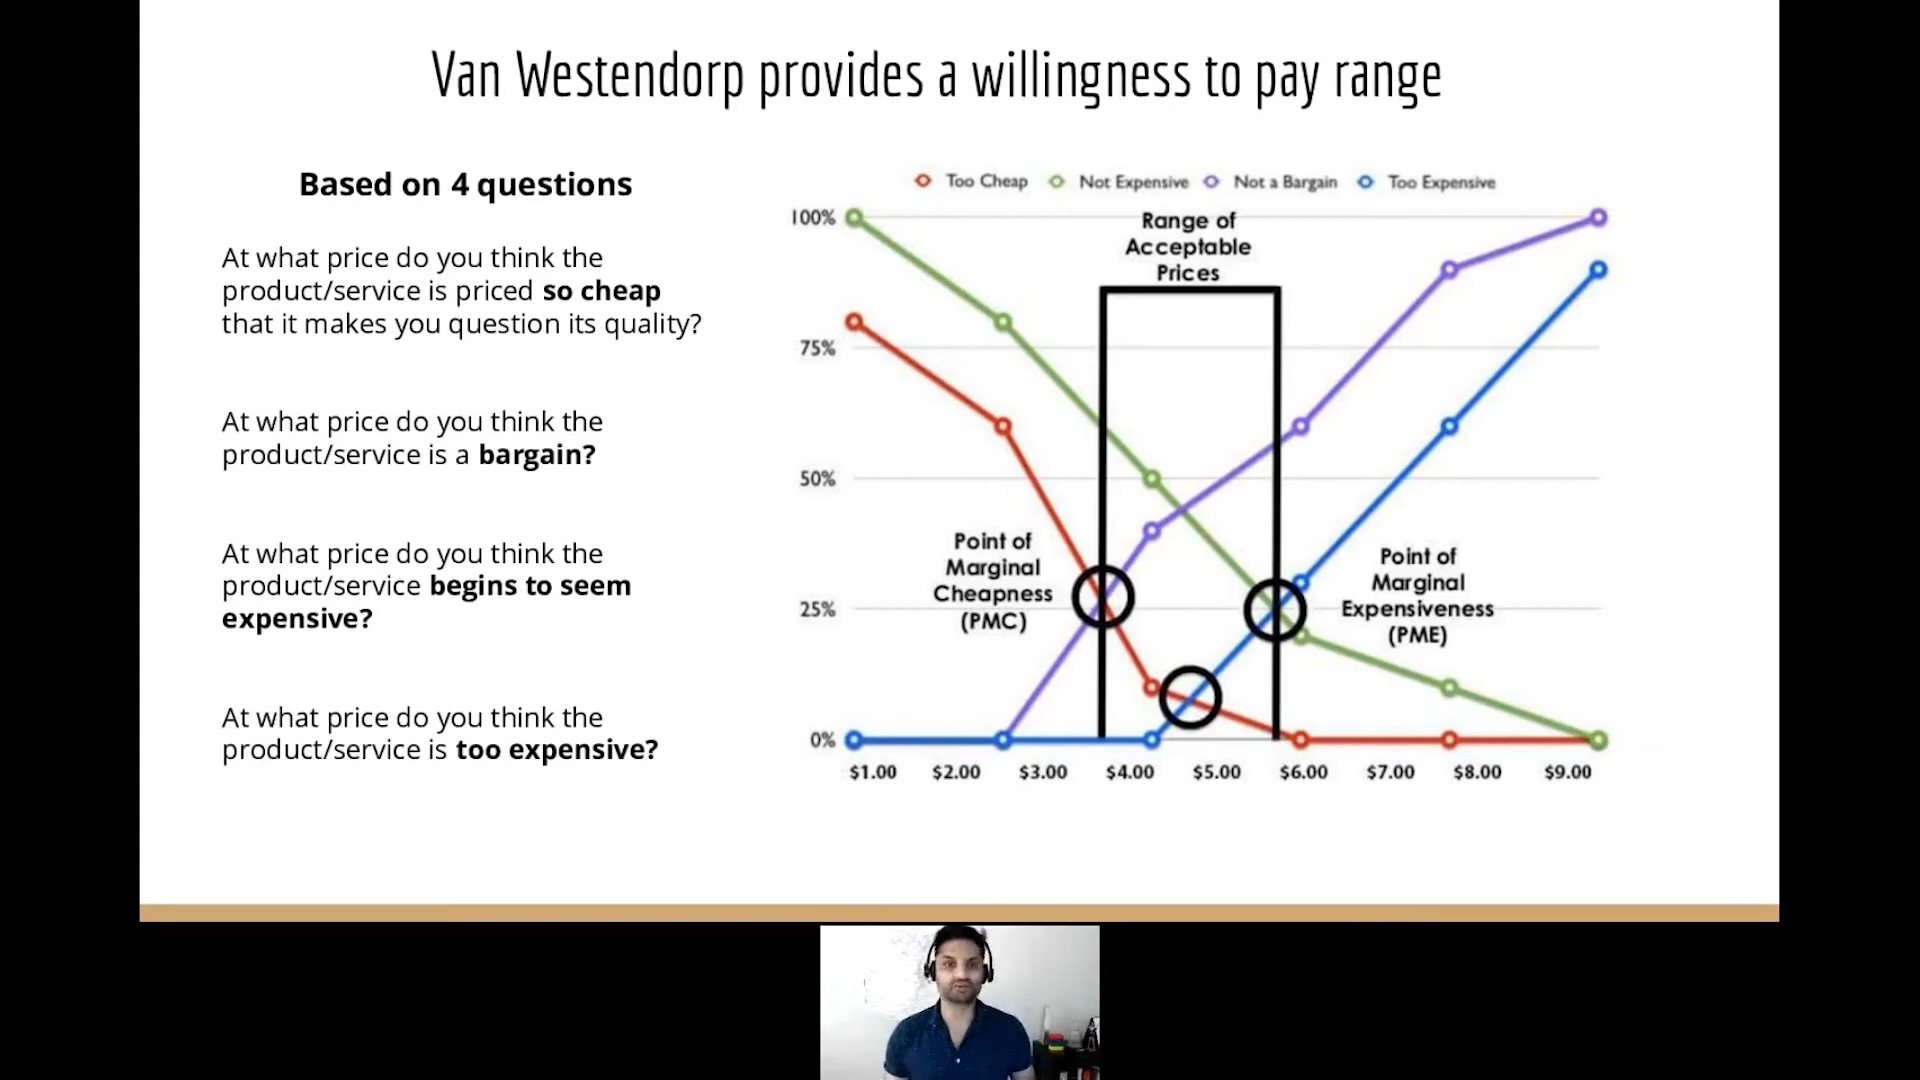 Van Westendorp provides a willingness to pay range
Based on 4 questions
At what price do you think the
product/service is priced so cheap
that it makes you question its quality?
At what price do you think the
product/service is a bargain?
At what price do you think the
product/service begins to seem
expensive?
At what price do you think the
product/service is too expensive?
Too Cheap Not Expensive Not a Bargain Too Expensive
100%
75%
50%
25%
0%
Range of
Acceptable
Prices
Point of
Marginal
Cheapness
(PMC)
Point of
Marginal
Expensiveness
(PME)
$1.00 $2.00 $3.00 $4.00 $5.00 $6.00 $7.00 $8.00 $9.00